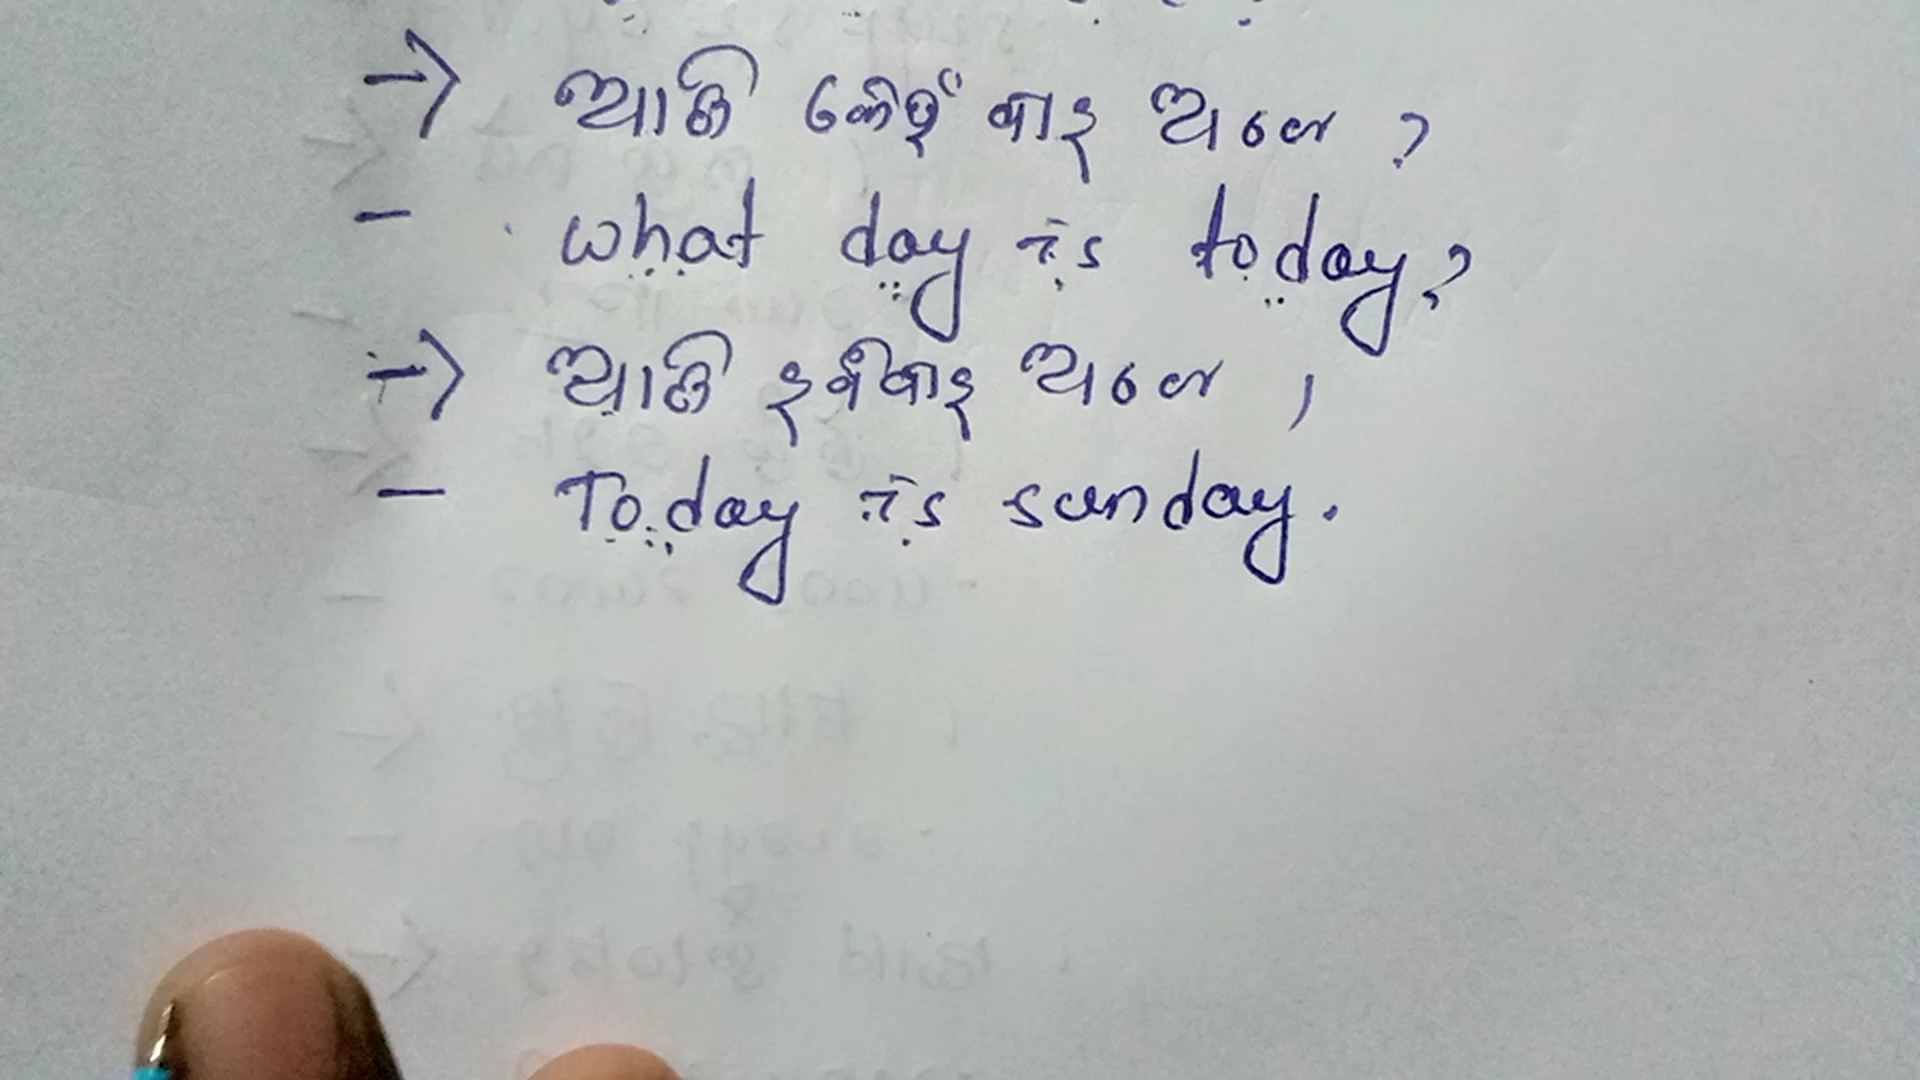 → ଆଜି କେଉଁ ବାର ଅଟେ ?
- what day is today?
→ ଆଜି ରବିବାର ଅଟେ ,
- Today is sunday.